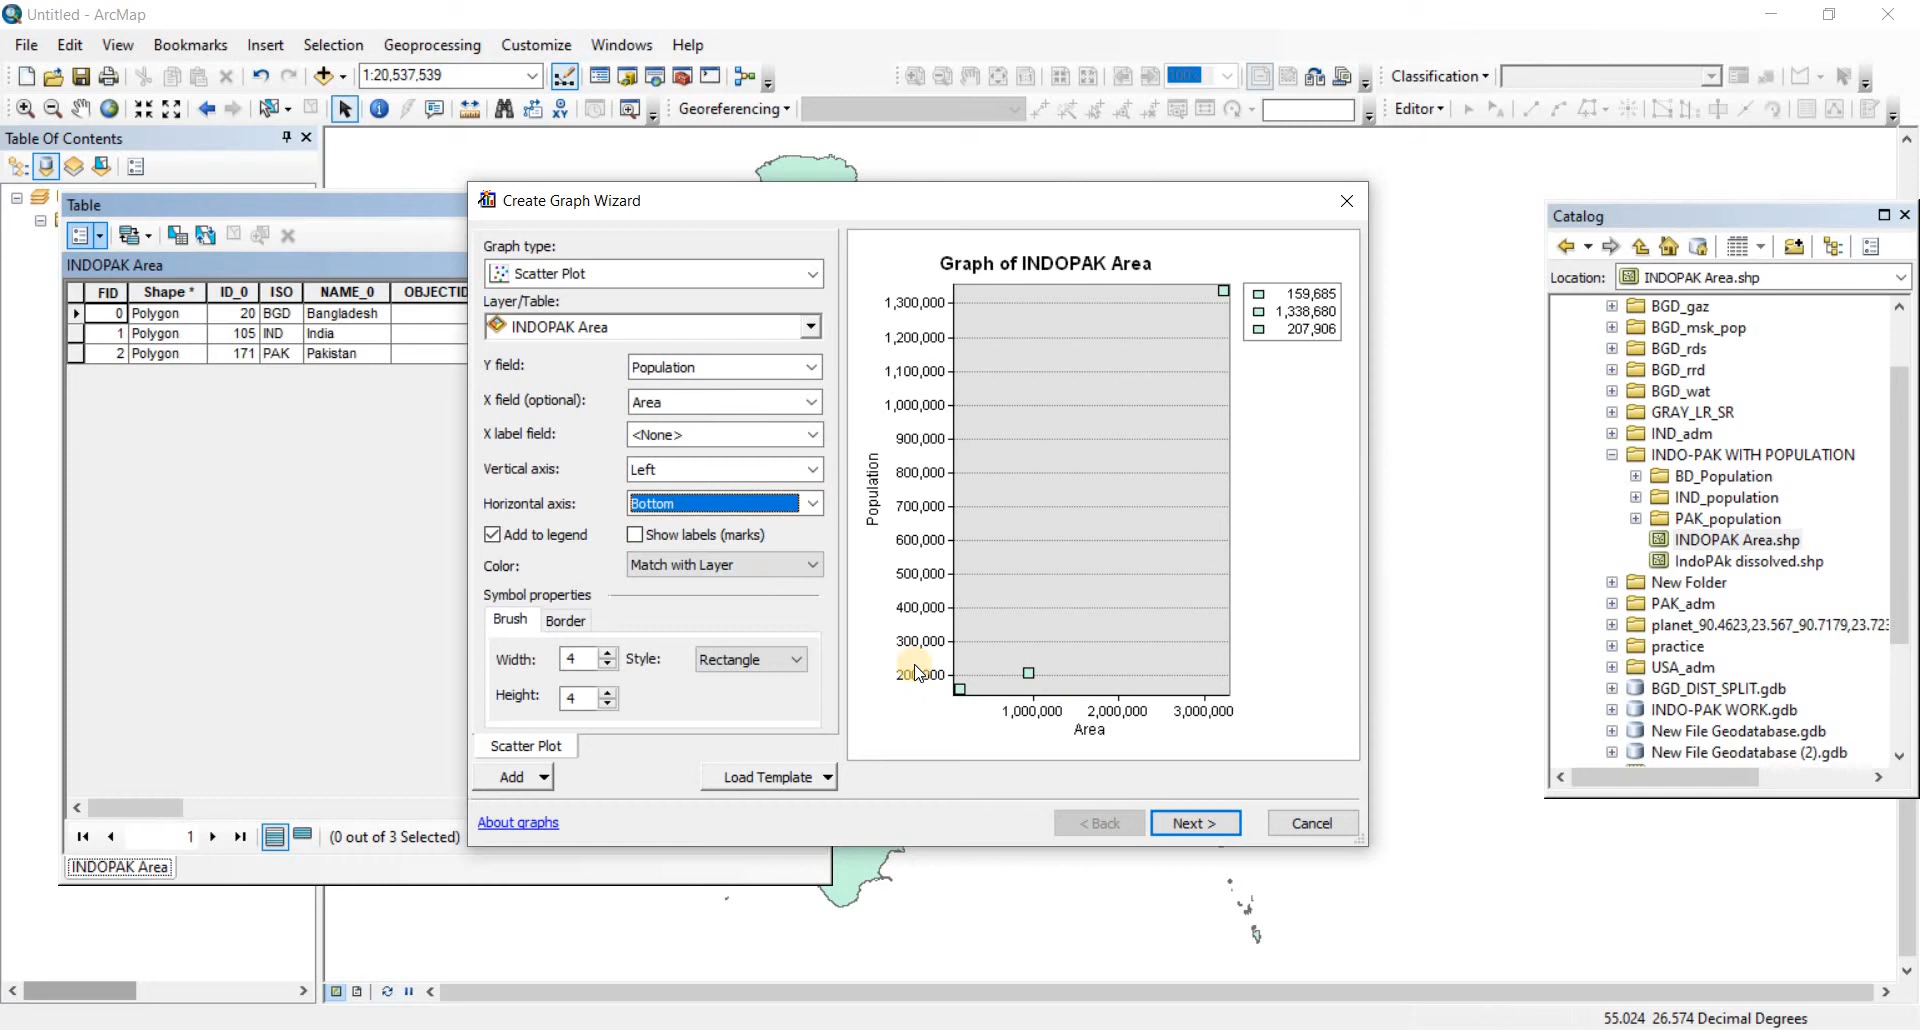 Untitled - ArcMap
File Edit View Bookmarks Insert Selection Geoprocessing Customize Windows Help
1:20,537,539 100% Classification
Georeferencing Editor
Table Of Contents
Table
INDOPAK Area
FID Shape * ID_0 ISO NAME_0 OBJECTID
0 Polygon 20 BGD Bangladesh
1 Polygon 105 IND India
2 Polygon 171 PAK Pakistan
1 (0 out of 3 Selected)
INDOPAK Area
Create Graph Wizard
Graph type:
Scatter Plot
Layer/Table:
INDOPAK Area
Y field: Population
X field (optional): Area
X label field: <None>
Vertical axis: Left
Horizontal axis: Bottom
Add to legend Show labels (marks)
Color: Match with Layer
Symbol properties
Brush Border
Width: 4 Style: Rectangle
Height: 4
Scatter Plot
Add Load Template
About graphs
< Back Next > Cancel
Graph of INDOPAK Area
159,685
1,338,680
207,906
1,300,000
1,200,000
1,100,000
1,000,000
900,000
800,000
700,000
600,000
500,000
400,000
300,000
200,000
Population
1,000,000 2,000,000 3,000,000
Area
Catalog
Location: INDOPAK Area.shp
BGD_gaz
BGD_msk_pop
BGD_rds
BGD_rrd
BGD_wat
GRAY_LR_SR
IND_adm
INDO-PAK WITH POPULATION
BD_Population
IND_population
PAK_population
INDOPAK Area.shp
IndoPAk dissolved.shp
New Folder
PAK_adm
planet_90.4623,23.567_90.7179,23.723
practice
USA_adm
BGD_DIST_SPLIT.gdb
INDO-PAK WORK.gdb
New File Geodatabase.gdb
New File Geodatabase (2).gdb
55.024 26.574 Decimal Degrees